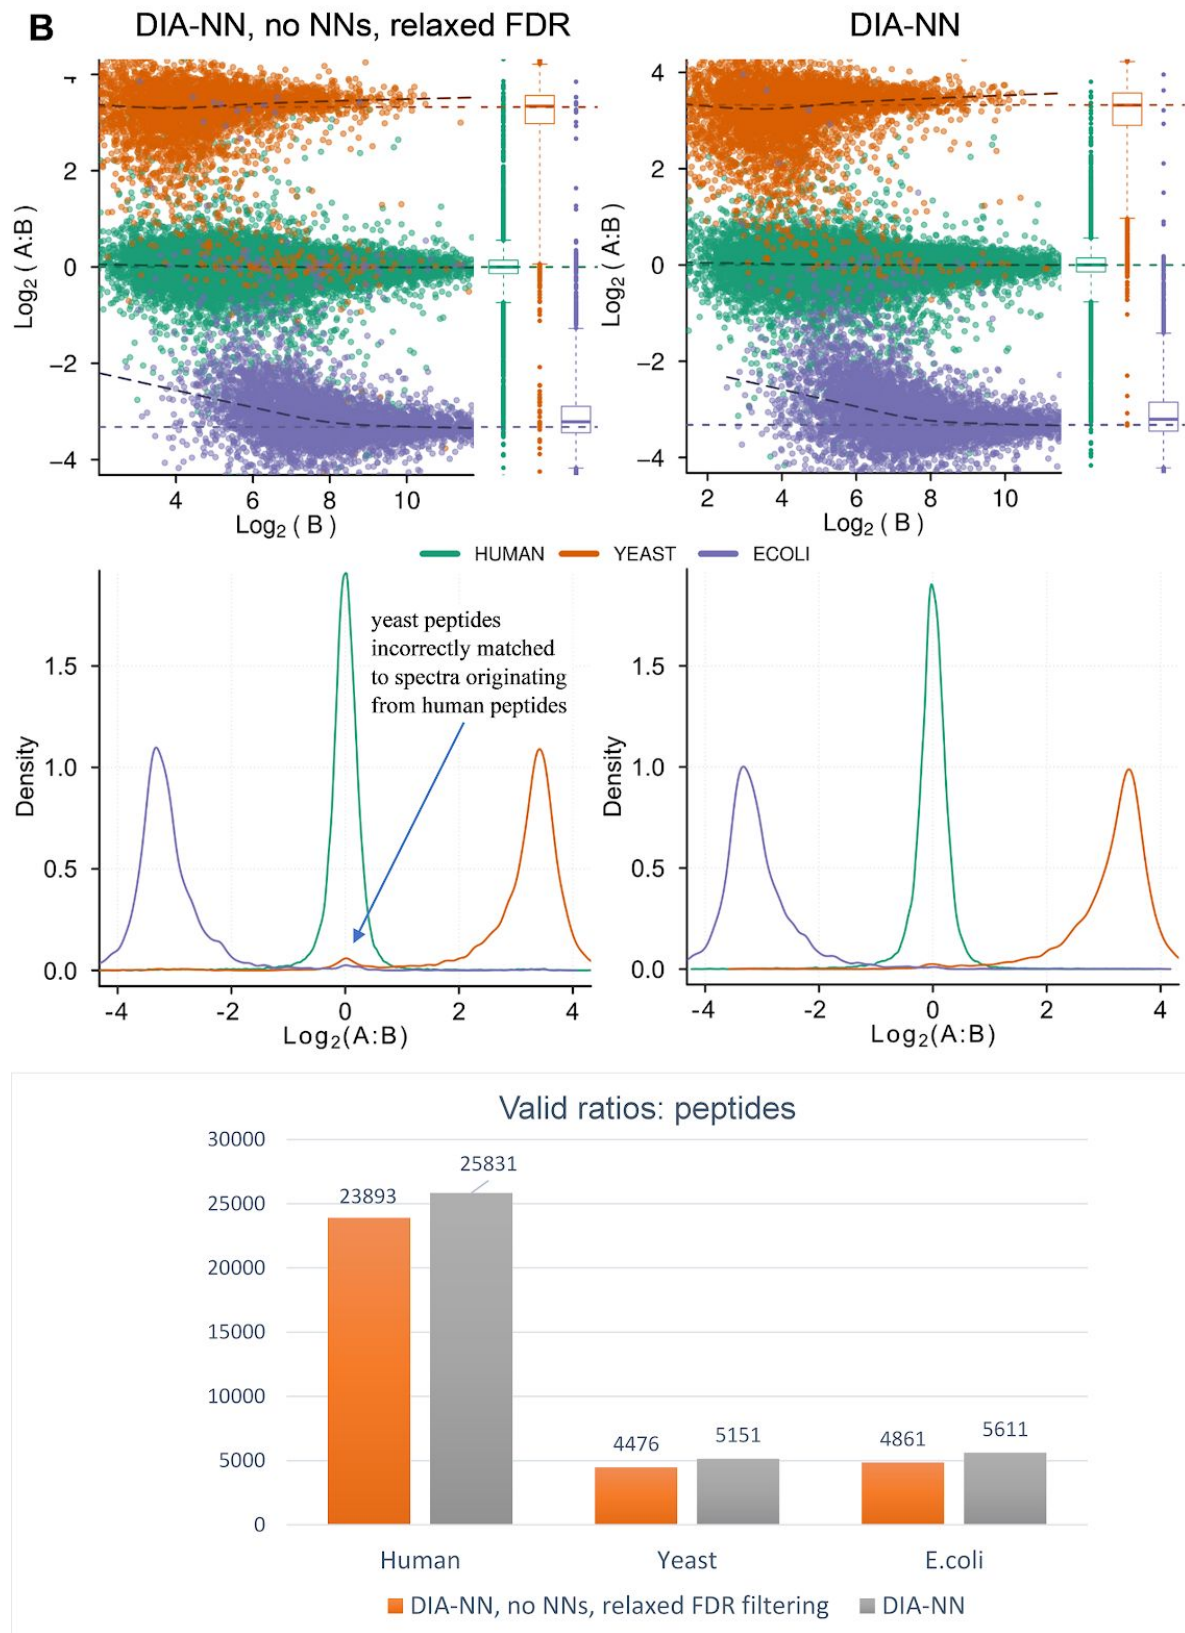 B
DIA-NN, no NNs, relaxed FDR
DIA-NN
Log2 ( A:B )
2
0
−2
−4
4 6 8 10
Log2 ( B )
Log2 ( A:B )
4
2
0
−2
−4
2 4 6 8 10
Log2 ( B )
HUMAN YEAST ECOLI
Density
1.5
1.0
0.5
0.0
yeast peptides
incorrectly matched
to spectra originating
from human peptides
-4 -2 0 2 4
Log2(A:B)
Density
1.5
1.0
0.5
0.0
-4 -2 0 2 4
Log2(A:B)
Valid ratios: peptides
30000
25000
20000
15000
10000
5000
0
23893
25831
4476
5151
4861
5611
Human Yeast E.coli
DIA-NN, no NNs, relaxed FDR filtering DIA-NN